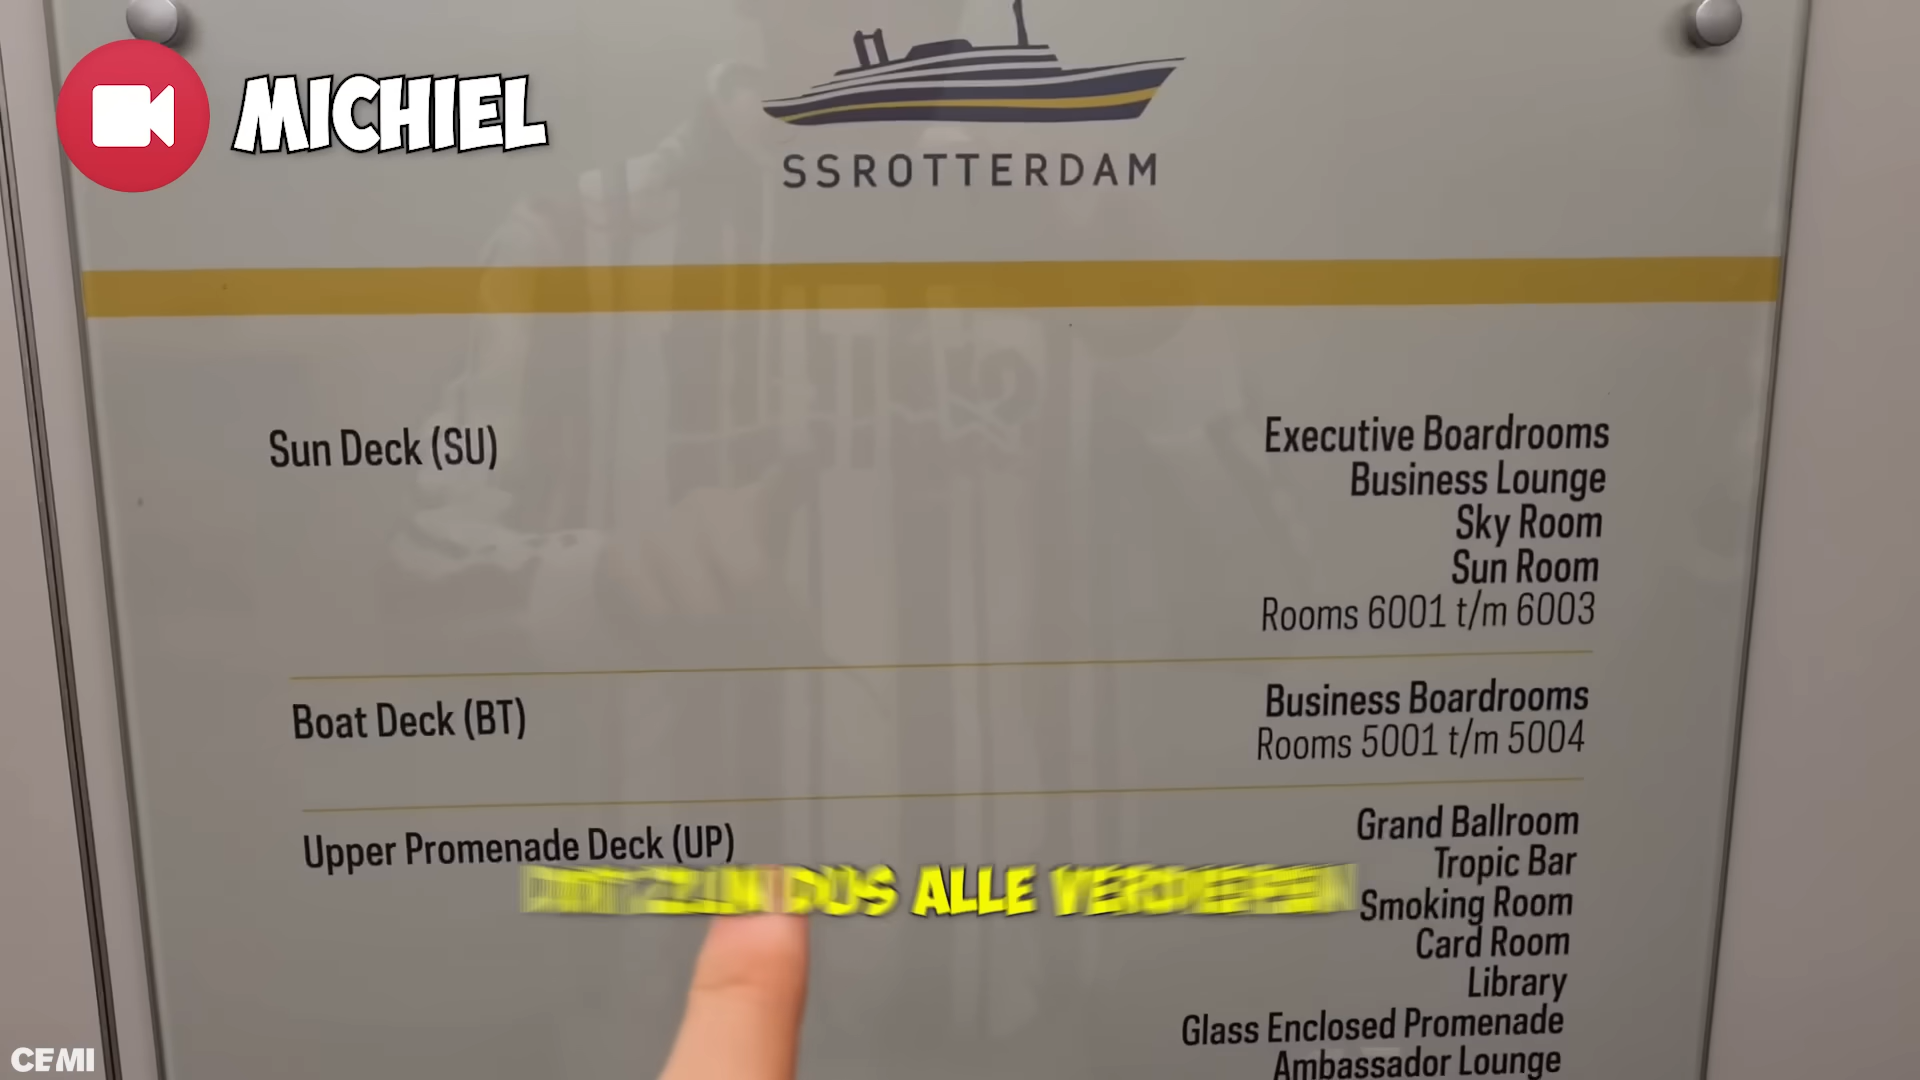 MICHIEL
SSROTTERDAM
Sun Deck (SU)
Executive Boardrooms
Business Lounge
Sky Room
Sun Room
Rooms 6001 t/m 6003
Boat Deck (BT)
Business Boardrooms
Rooms 5001 t/m 5004
Upper Promenade Deck (UP)
Grand Ballroom
Tropic Bar
Smoking Room
Card Room
Library
Glass Enclosed Promenade
Ambassador Lounge
DUS ALLE
CEMI